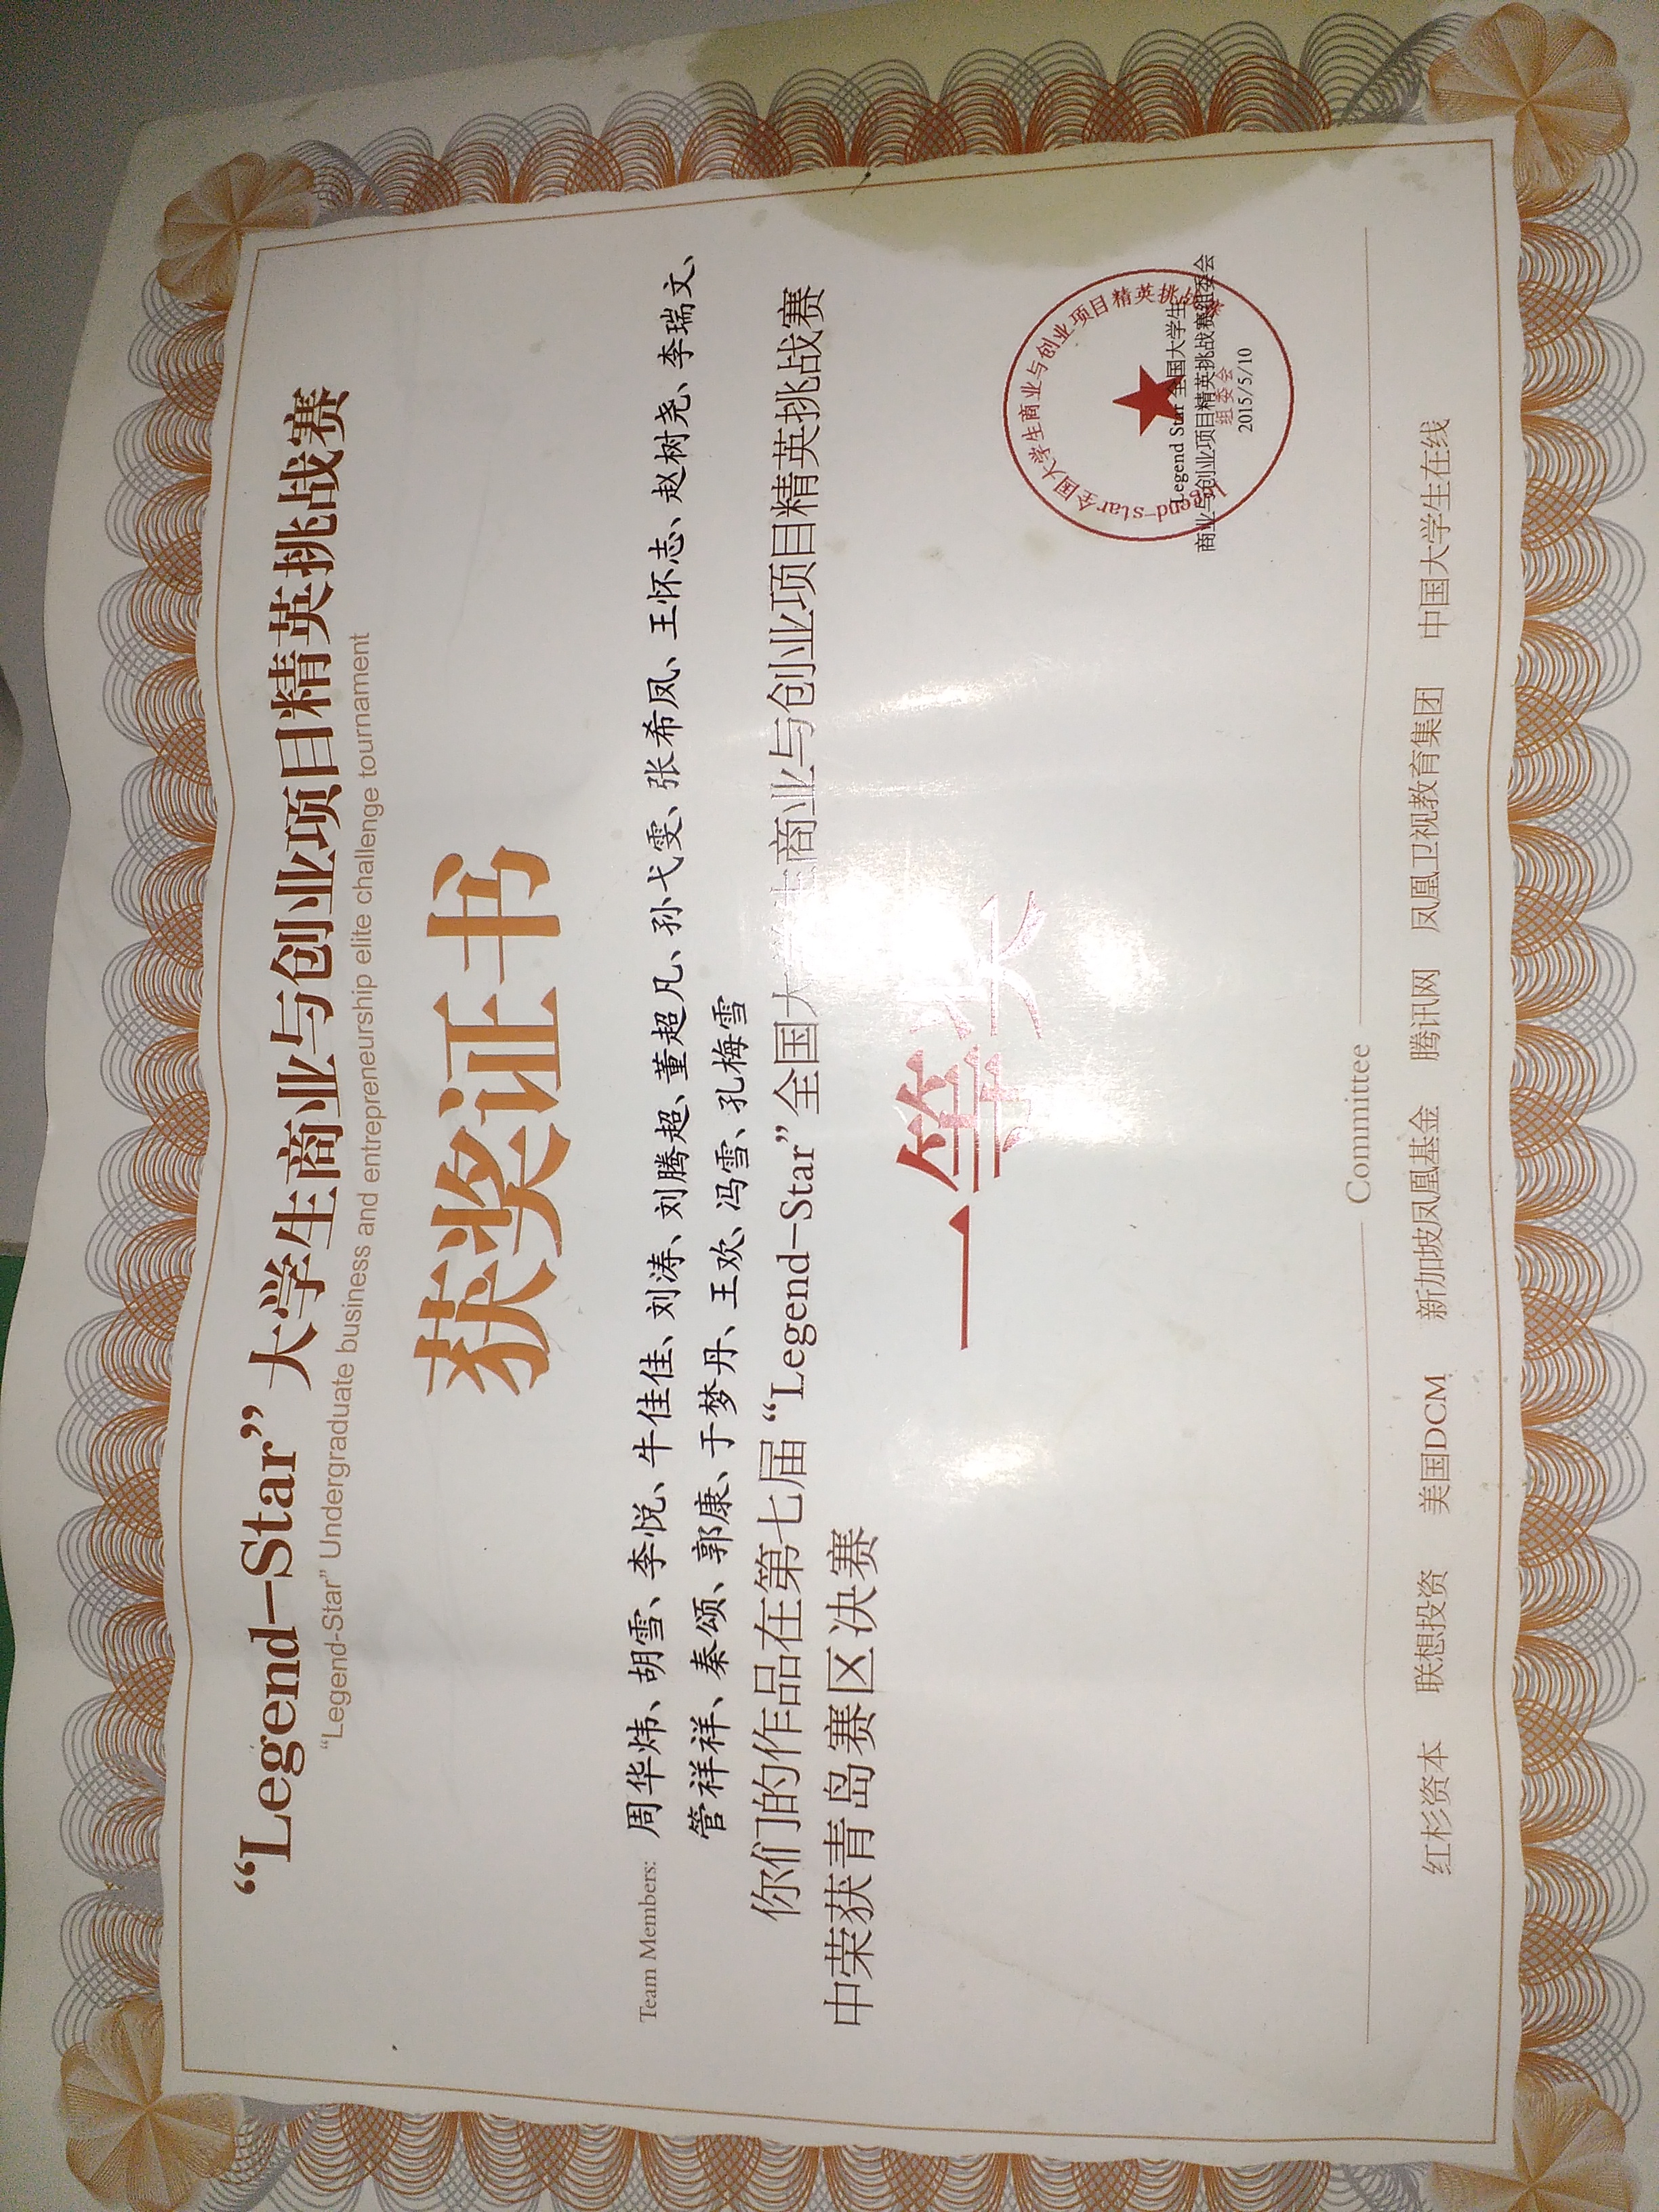 “Legend-Star”大学生商业与创业项目精英挑战赛
“Legend-Star” Undergraduate business and entrepreneurship elite challenge tournament
获奖证书
Team Members: 周华炜、胡雪、李悦、牛佳佳、刘涛、刘腾超、董超凡、孙弋雯、张希凤、王怀志、赵树尧、李瑞文、
管祥祥、秦颂、郭康、于梦丹、王欢、冯雪、孔梅雪
你们的作品在第七届“Legend-Star”全国大学生商业与创业项目精英挑战赛
中荣获青岛赛区决赛
一等奖
Legend-star全国大学生商业与创业项目精英挑战赛
Legend Star 全国大学生
商业与创业项目精英挑战赛组委会
组委会
2015/5/10
Committee
红杉资本 联想投资 美国DCM 新加坡凤凰基金 腾讯网 凤凰卫视教育集团 中国大学生在线